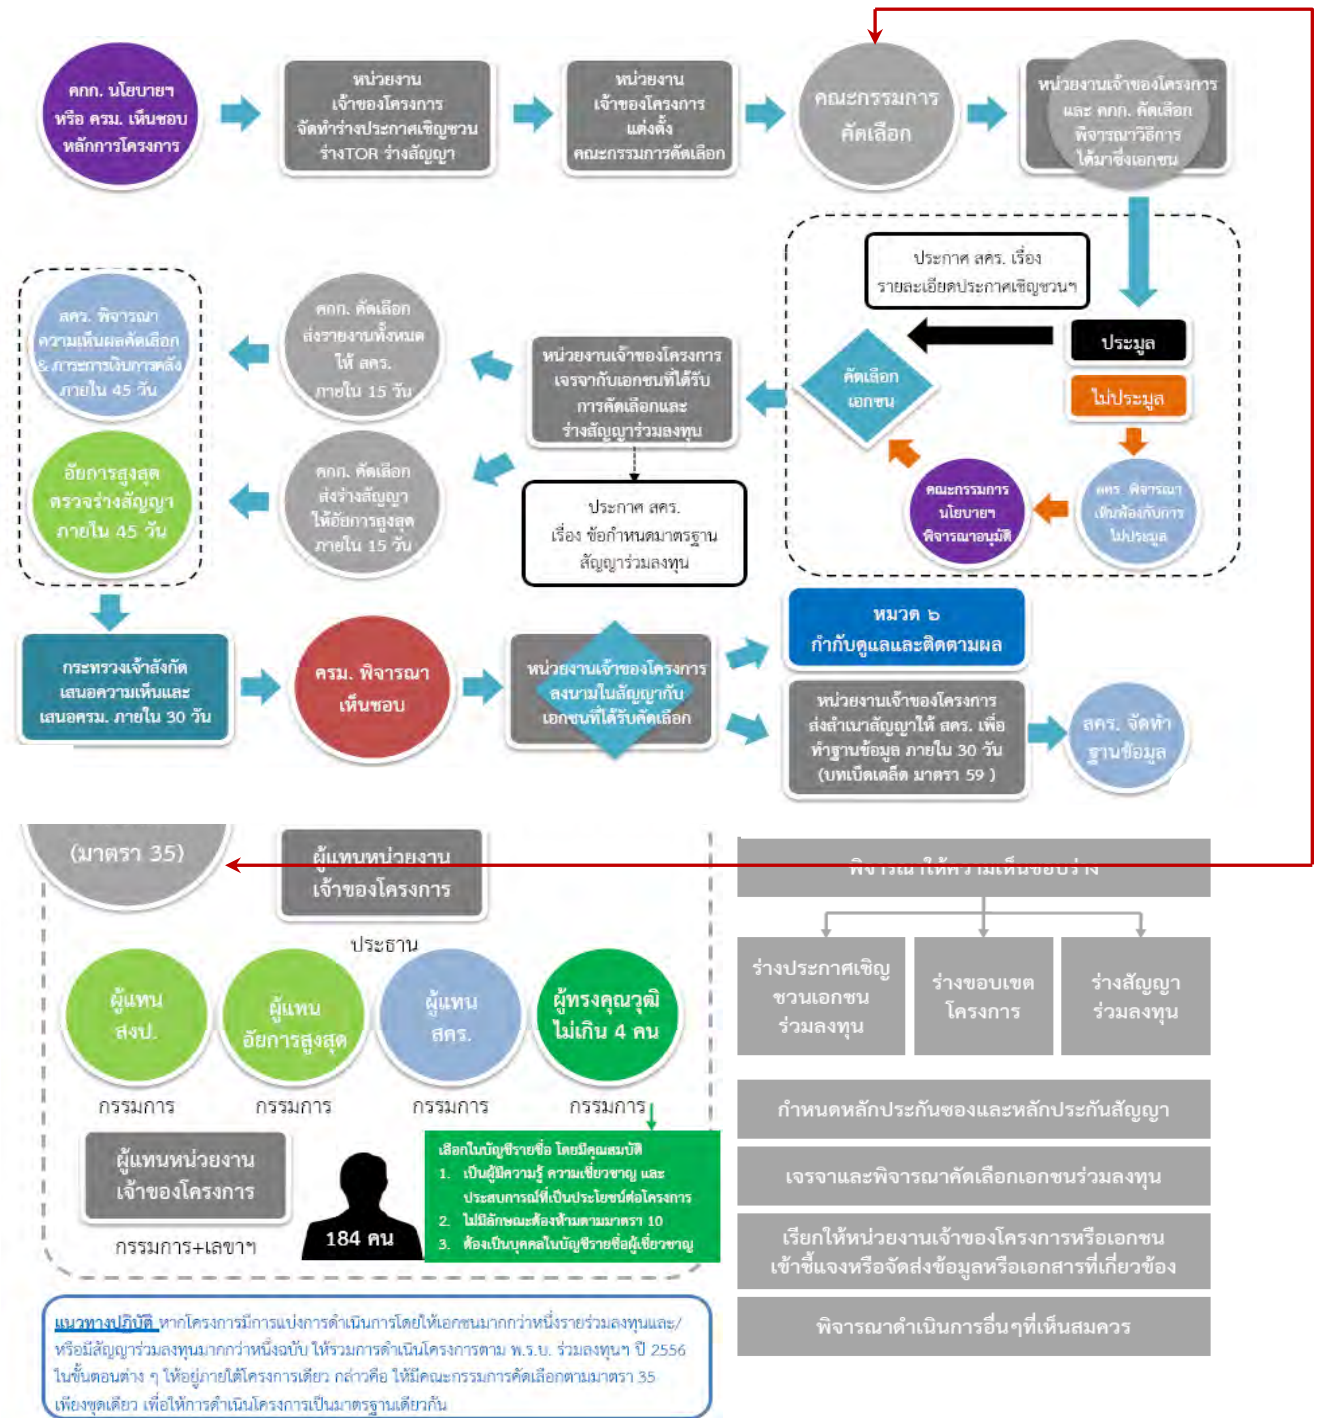 คกก. นโยบายฯ
หรือ ครม. เห็นชอบ
หลักการโครงการ
หน่วยงาน
เจ้าของโครงการ
จัดทำร่างประกาศเชิญชวน
ร่างTOR ร่างสัญญา
หน่วยงาน
เจ้าของโครงการ
แต่งตั้ง
คณะกรรมการคัดเลือก
คณะกรรมการ
คัดเลือก
หน่วยงานเจ้าของโครงการ
และ คกก. คัดเลือก
พิจารณาวิธีการ
ได้มาซึ่งเอกชน
ประกาศ สคร. เรื่อง
รายละเอียดประกาศเชิญชวนฯ
ประมูล
ไม่ประมูล
คัดเลือก
เอกชน
คณะกรรมการ
นโยบายฯ
พิจารณาอนุมัติ
สคร. พิจารณา
เห็นพ้องกับการ
ไม่ประมูล
หน่วยงานเจ้าของโครงการ
เจรจากับเอกชนที่ได้รับ
การคัดเลือกและ
ร่างสัญญาร่วมลงทุน
ประกาศ สคร.
เรื่อง ข้อกำหนดมาตรฐาน
สัญญาร่วมลงทุน
คกก. คัดเลือก
ส่งรายงานทั้งหมด
ให้ สคร.
ภายใน 15 วัน
คกก. คัดเลือก
ส่งร่างสัญญา
ให้อัยการสูงสุด
ภายใน 15 วัน
สคร. พิจารณา
ความเห็นผลคัดเลือก
& ภาระการเงินการคลัง
ภายใน 45 วัน
อัยการสูงสุด
ตรวจร่างสัญญา
ภายใน 45 วัน
กระทรวงเจ้าสังกัด
เสนอความเห็นและ
เสนอครม. ภายใน 30 วัน
ครม. พิจารณา
เห็นชอบ
หน่วยงานเจ้าของโครงการ
ลงนามในสัญญากับ
เอกชนที่ได้รับคัดเลือก
หมวด ๖
กำกับดูแลและติดตามผล
หน่วยงานเจ้าของโครงการ
ส่งสำเนาสัญญาให้ สคร. เพื่อ
ทำฐานข้อมูล ภายใน 30 วัน
(บทเบ็ดเตล็ด มาตรา 59 )
สคร. จัดทำ
ฐานข้อมูล
(มาตรา 35)
ผู้แทนหน่วยงาน
เจ้าของโครงการ
ประธาน
ผู้แทน
สงป.
ผู้แทน
อัยการสูงสุด
ผู้แทน
สคร.
ผู้ทรงคุณวุฒิ
ไม่เกิน 4 คน
กรรมการ
กรรมการ
กรรมการ
กรรมการ
ผู้แทนหน่วยงาน
เจ้าของโครงการ
กรรมการ+เลขาฯ
184 คน
เลือกในบัญชีรายชื่อ โดยมีคุณสมบัติ
1. เป็นผู้มีความรู้ ความเชี่ยวชาญ และ
ประสบการณ์ที่เป็นประโยชน์ต่อโครงการ
2. ไม่มีลักษณะต้องห้ามตามมาตรา 10
3. ต้องเป็นบุคคลในบัญชีรายชื่อผู้เชี่ยวชาญ
แนวทางปฏิบัติ หากโครงการมีการแบ่งการดำเนินการโดยให้เอกชนมากกว่าหนึ่งรายร่วมลงทุนและ/
หรือมีสัญญาร่วมลงทุนมากกว่าหนึ่งฉบับ ให้รวมการดำเนินโครงการตาม พ.ร.บ. ร่วมลงทุนฯ ปี 2556
ในขั้นตอนต่าง ๆ ให้อยู่ภายใต้โครงการเดียว กล่าวคือ ให้มีคณะกรรมการคัดเลือกตามมาตรา 35
เพียงชุดเดียว เพื่อให้การดำเนินโครงการเป็นมาตรฐานเดียวกัน
พิจารณาให้ความเห็นชอบร่าง
ร่างประกาศเชิญ
ชวนเอกชน
ร่วมลงทุน
ร่างขอบเขต
โครงการ
ร่างสัญญา
ร่วมลงทุน
กำหนดหลักประกันซองและหลักประกันสัญญา
เจรจาและพิจารณาคัดเลือกเอกชนร่วมลงทุน
เรียกให้หน่วยงานเจ้าของโครงการหรือเอกชน
เข้าชี้แจงหรือจัดส่งข้อมูลหรือเอกสารที่เกี่ยวข้อง
พิจารณาดำเนินการอื่นๆที่เห็นสมควร